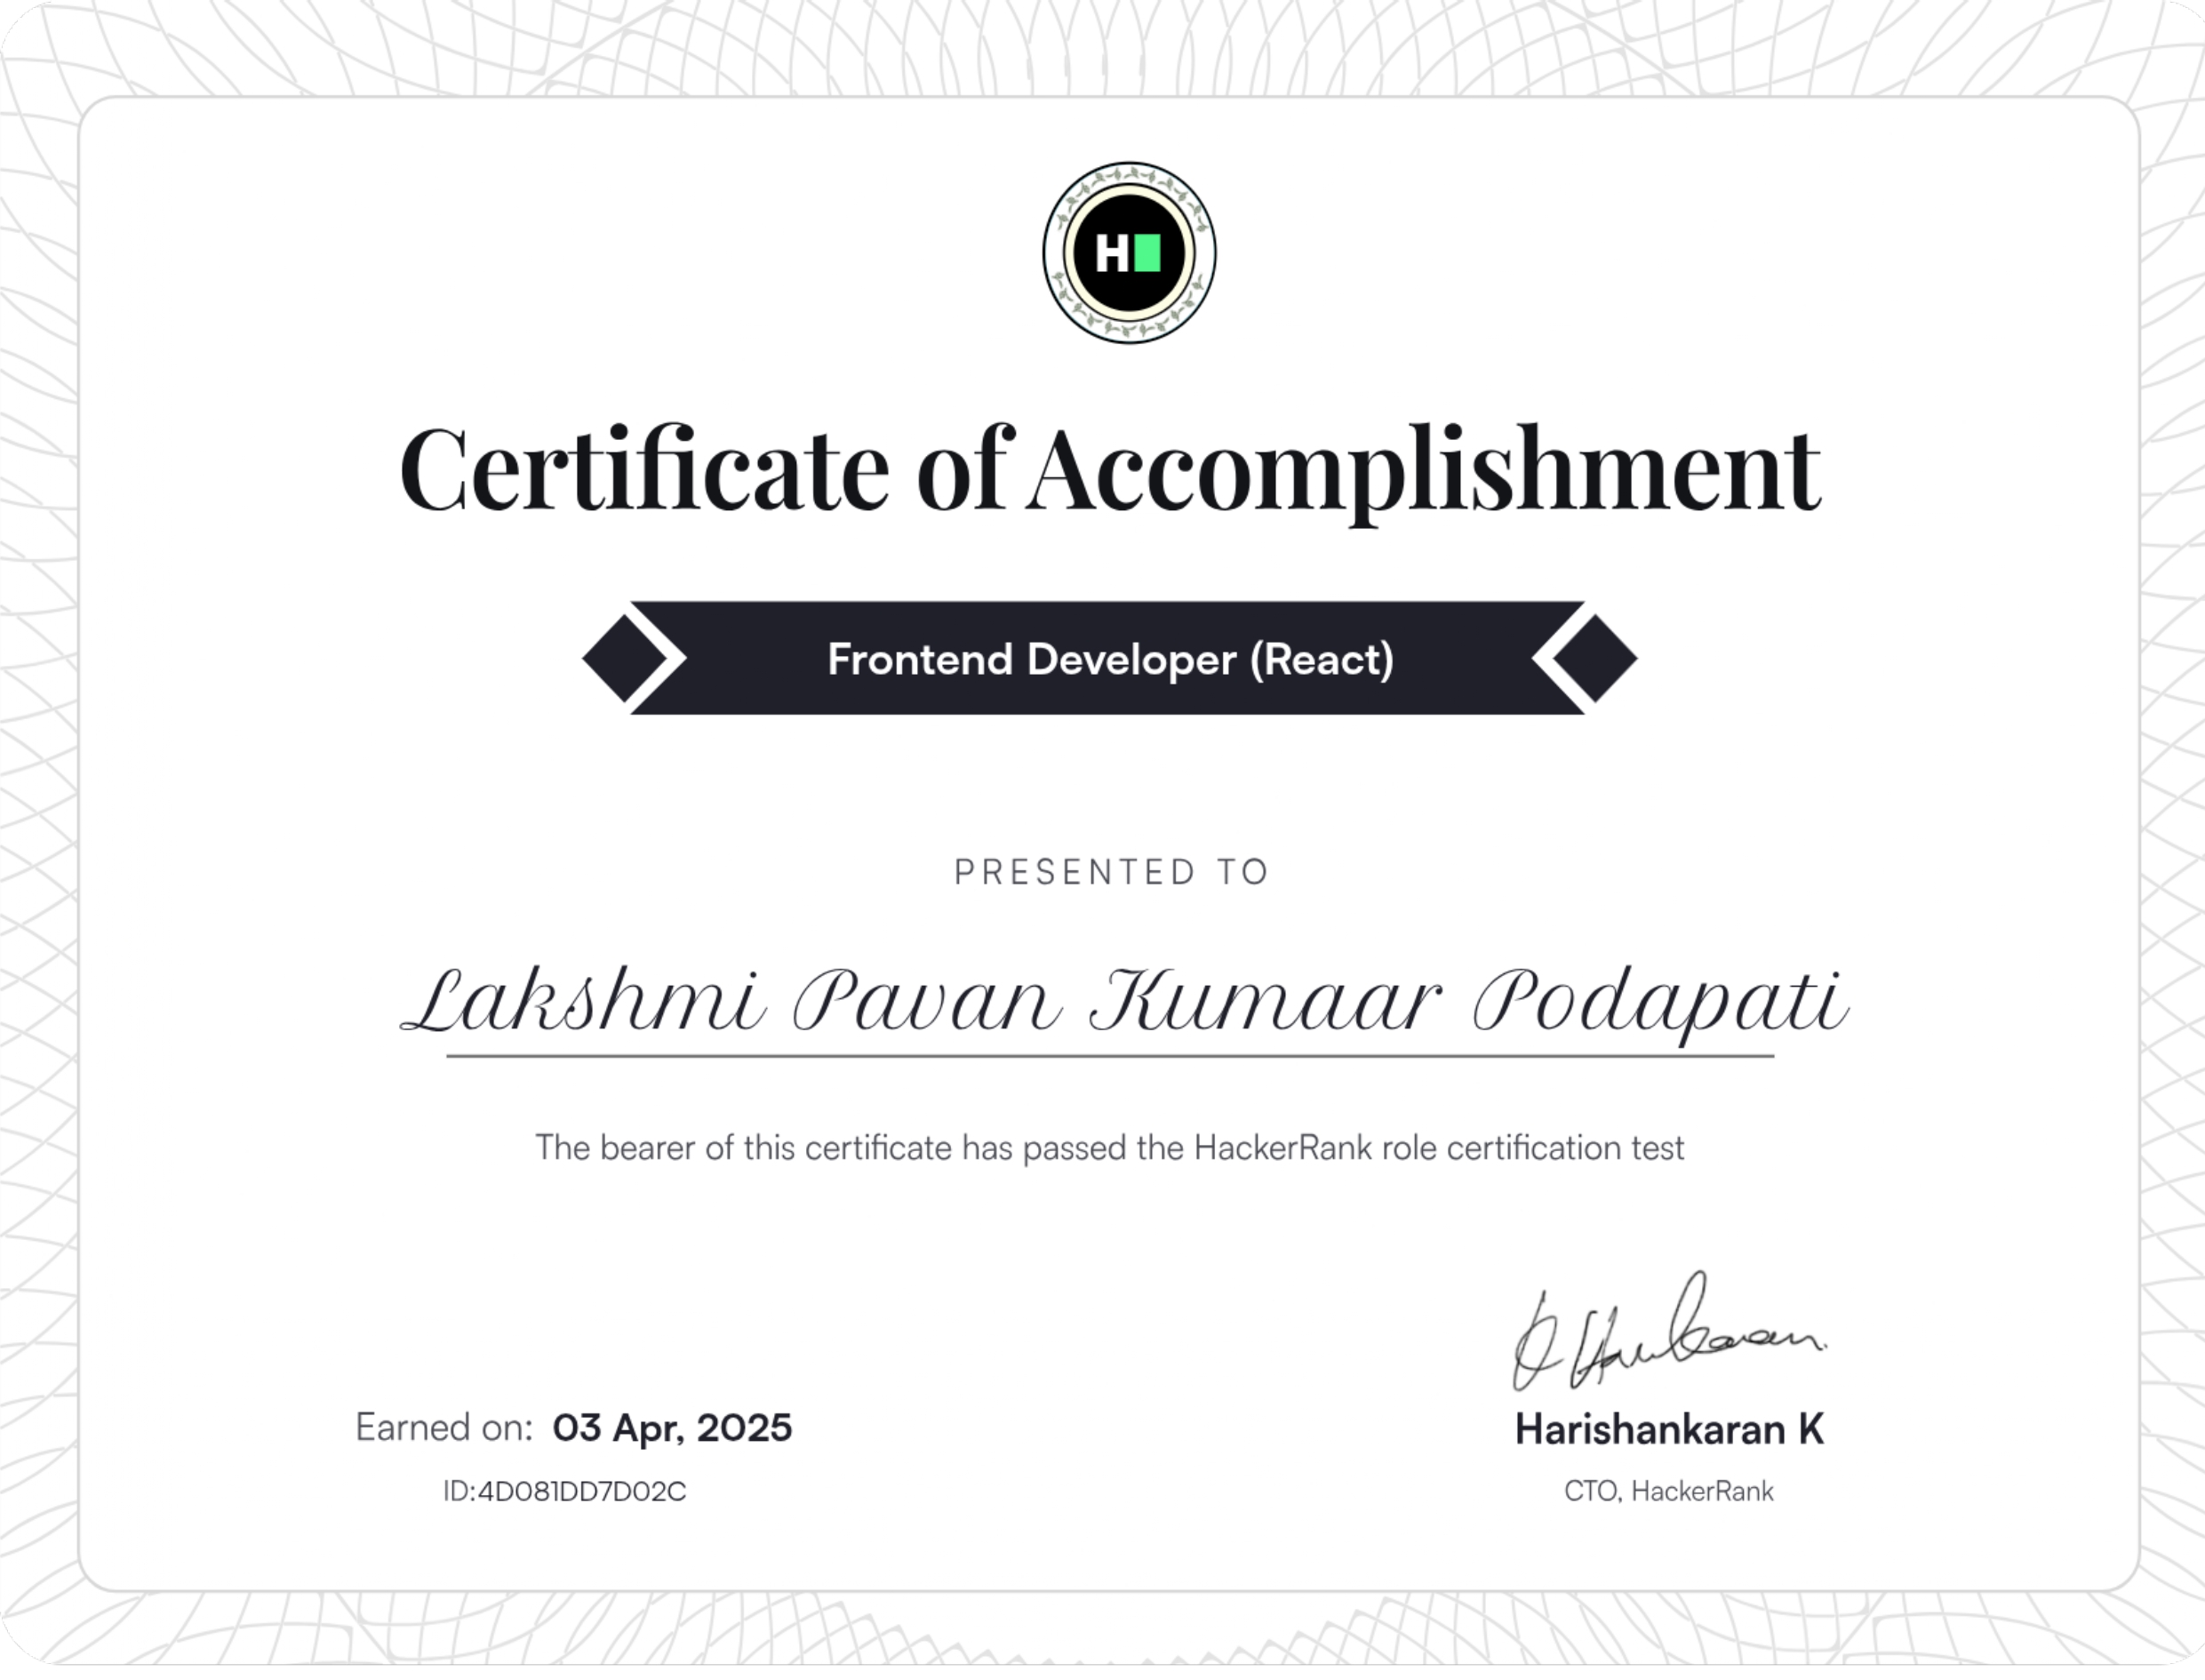 H
Certificate of Accomplishment
Frontend Developer (React)
PRESENTED TO
Lakshmi Pavan Kumaar Podapati
The bearer of this certificate has passed the HackerRank role certification test
Earned on: 03 Apr, 2025
ID:4D081DD7D02C
Harishankaran K
CTO, HackerRank